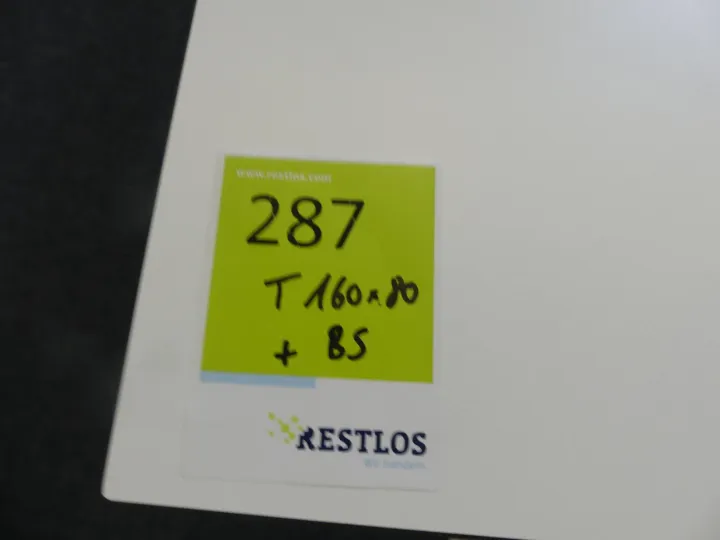 www.restlos.com
287
T 160x80
+ BS
RESTLOS